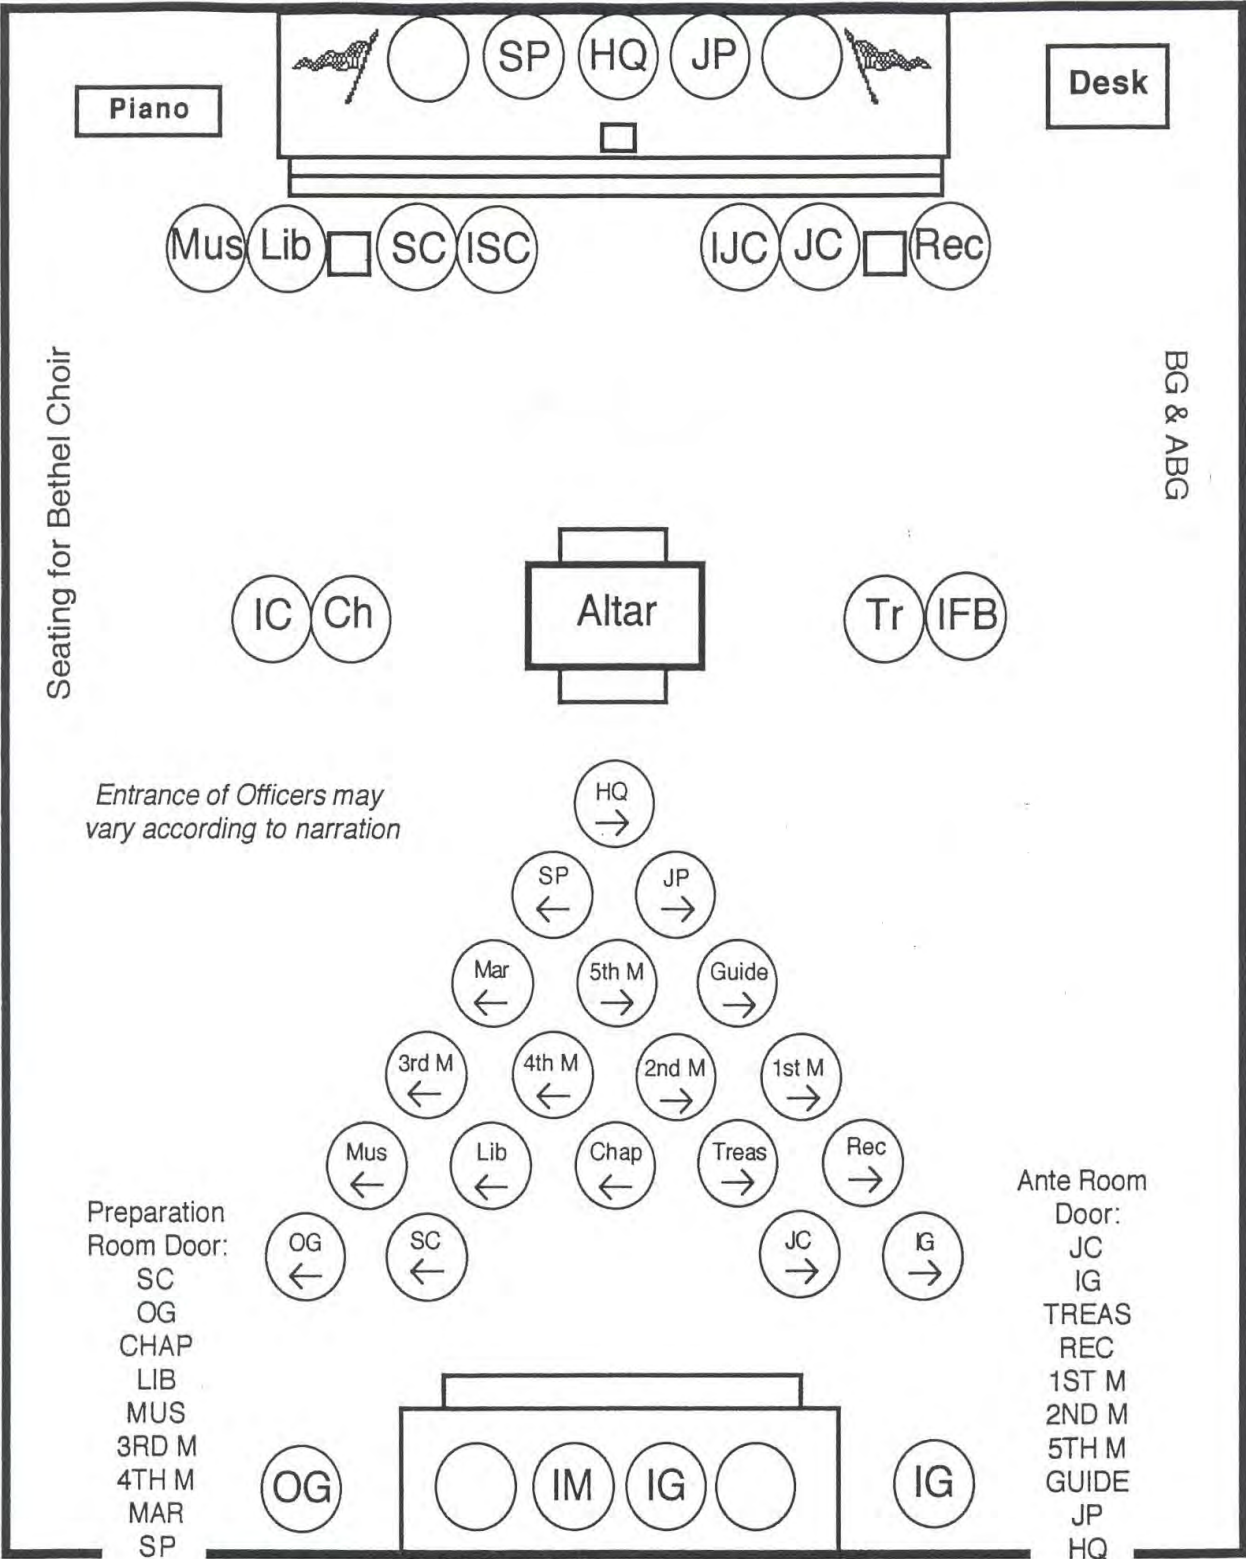 SP HQ JP
Piano
Desk
Mus Lib SC ISC IJC JC Rec
Seating for Bethel Choir
BG & ABG
IC Ch Altar Tr IFB
Entrance of Officers may
vary according to narration
HQ
SP JP
Mar 5th M Guide
3rd M 4th M 2nd M 1st M
Mus Lib Chap Treas Rec
OG SC JC IG
Preparation
Room Door:
SC
OG
CHAP
LIB
MUS
3RD M
4TH M
MAR
SP
Ante Room
Door:
JC
IG
TREAS
REC
1ST M
2ND M
5TH M
GUIDE
JP
HQ
OG IM IG IG